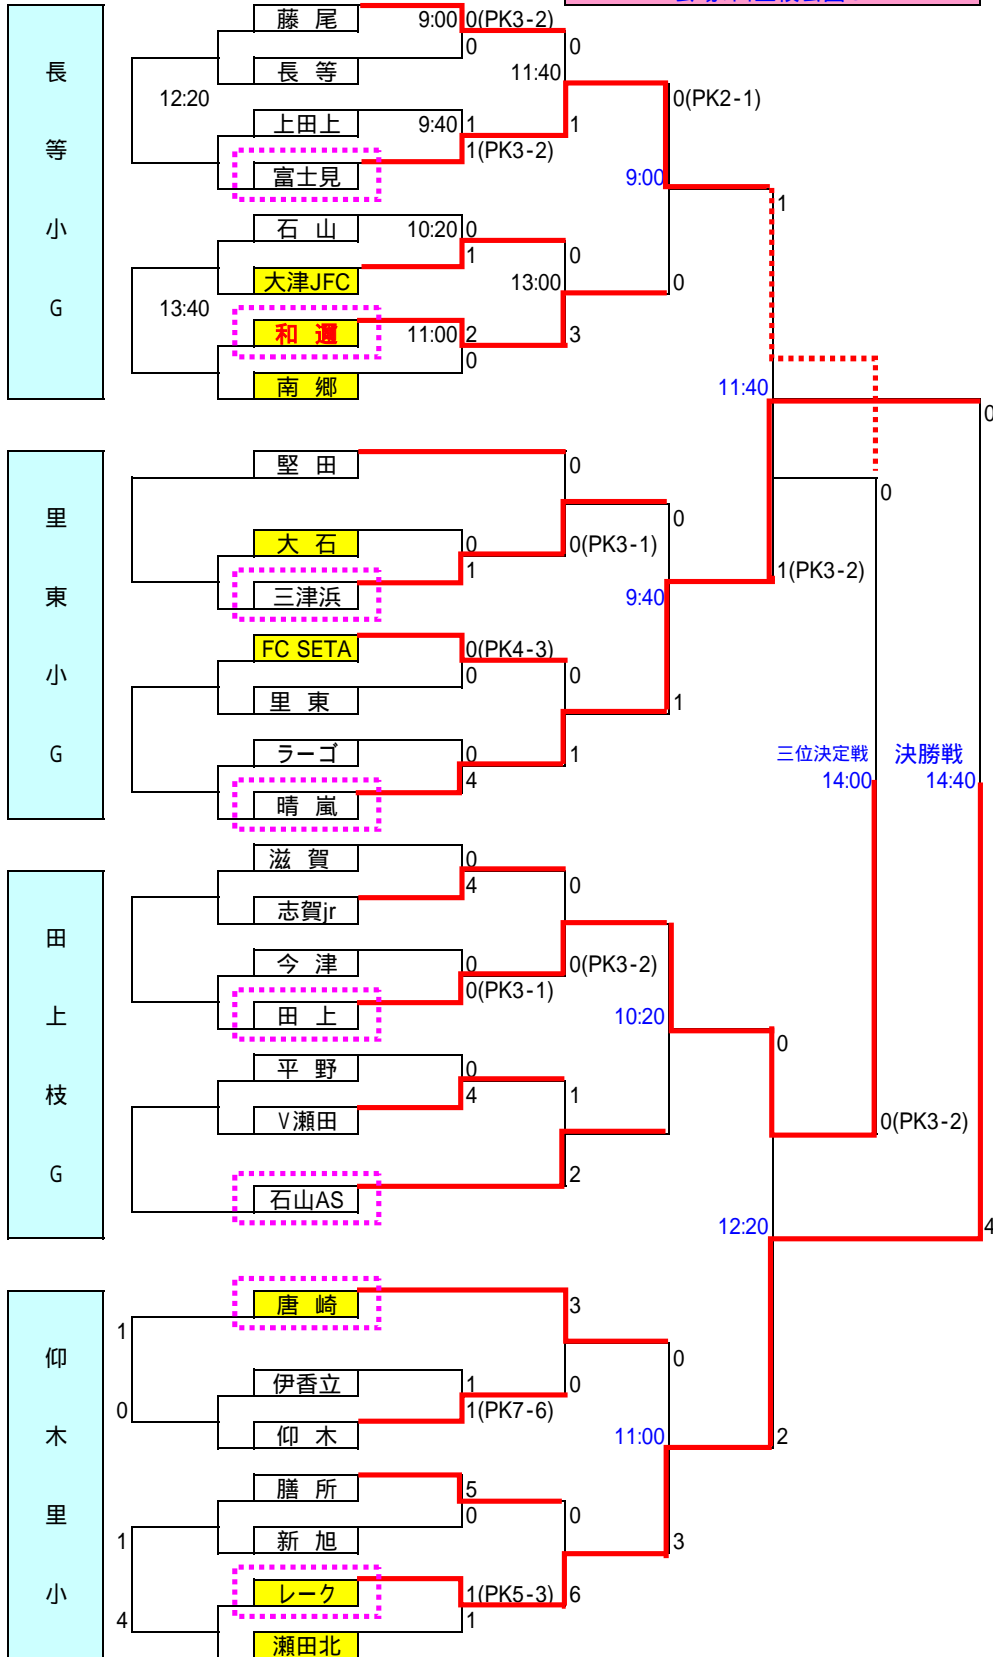 藤 尾
9:00
0(PK3-2)
0
長 等
12:20
11:40
0
1
上田上
9:40
1
1(PK3-2)
富士見
0(PK2-1)
9:00
0
1
石 山
10:20
0
1
大津JFC
13:40
13:00
0
3
和 邇
11:00
2
0
南 郷
長
等
小
G
11:40
0
1(PK3-2)
堅 田
0
0(PK3-1)
大 石
0
1
三津浜
0
9:40
1
FC SETA
0(PK4-3)
0
里 東
0
1
ラーゴ
0
4
晴 嵐
里
東
小
G
三位決定戦
14:00
0
0(PK3-2)
決勝戦
14:40
4
滋 賀
0
4
志賀jr
0
0(PK3-2)
今 津
0
0(PK3-1)
田 上
10:20
0
平 野
0
4
V瀬田
1
2
石山AS
田
上
枝
G
12:20
2
唐 崎
3
0
1
0
伊香立
1
1(PK7-6)
仰 木
0
11:00
3
膳 所
5
0
新 旭
0
6
1
4
レーク
1(PK5-3)
1
瀬田北
仰
木
里
小